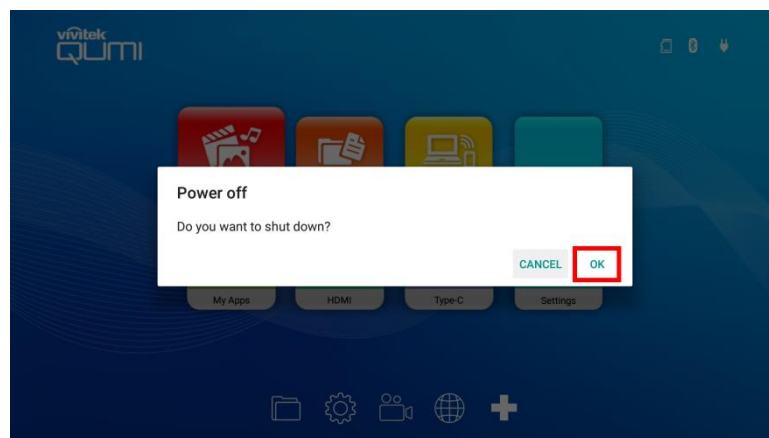 vivitek
QUMI
Power off
Do you want to shut down?
CANCEL OK
My Apps HDMI Type-C Settings